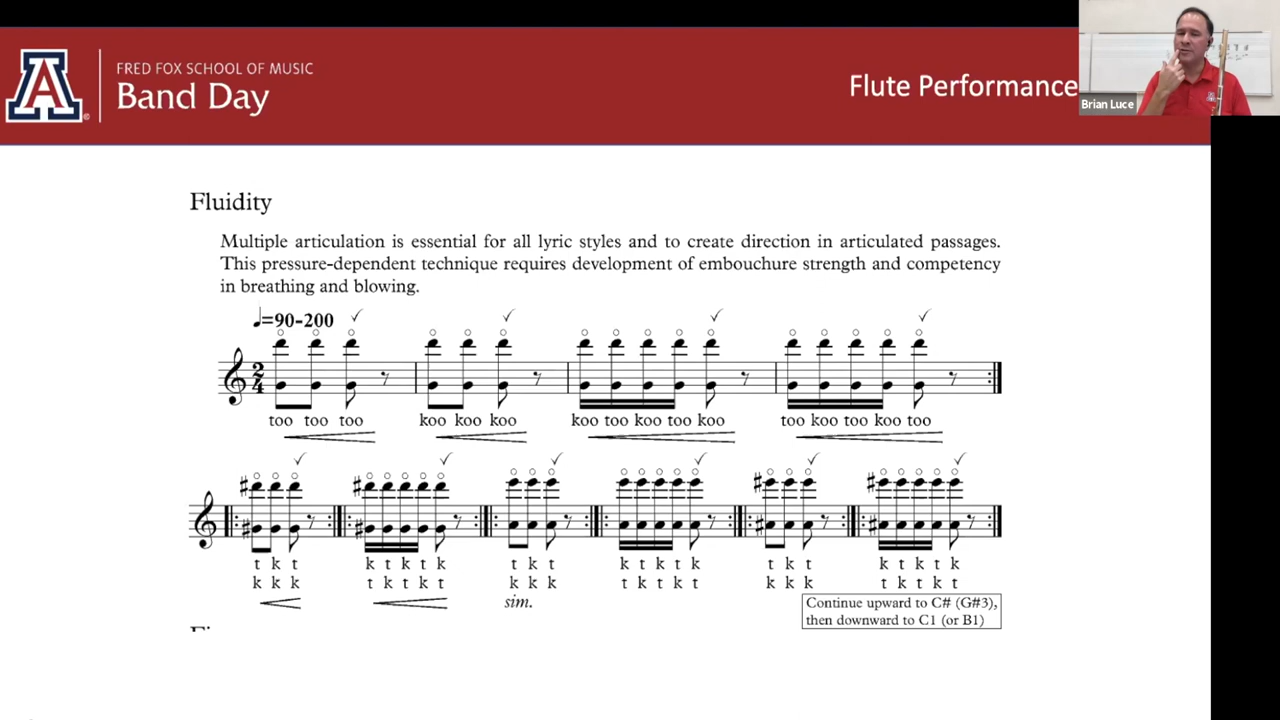 FRED FOX SCHOOL OF MUSIC
Band Day
Flute Performance
Brian Luce
Fluidity
Multiple articulation is essential for all lyric styles and to create direction in articulated passages.
This pressure-dependent technique requires development of embouchure strength and competency
in breathing and blowing.
♩=90-200
2
4
too too too koo koo koo koo too koo too koo too koo too koo too
t k t k t k t k t k t k t k t k t k t k t k t k
k k k t k t k t k k k t k t k t k k k t k t k t
sim.
Continue upward to C# (G#3),
then downward to C1 (or B1)